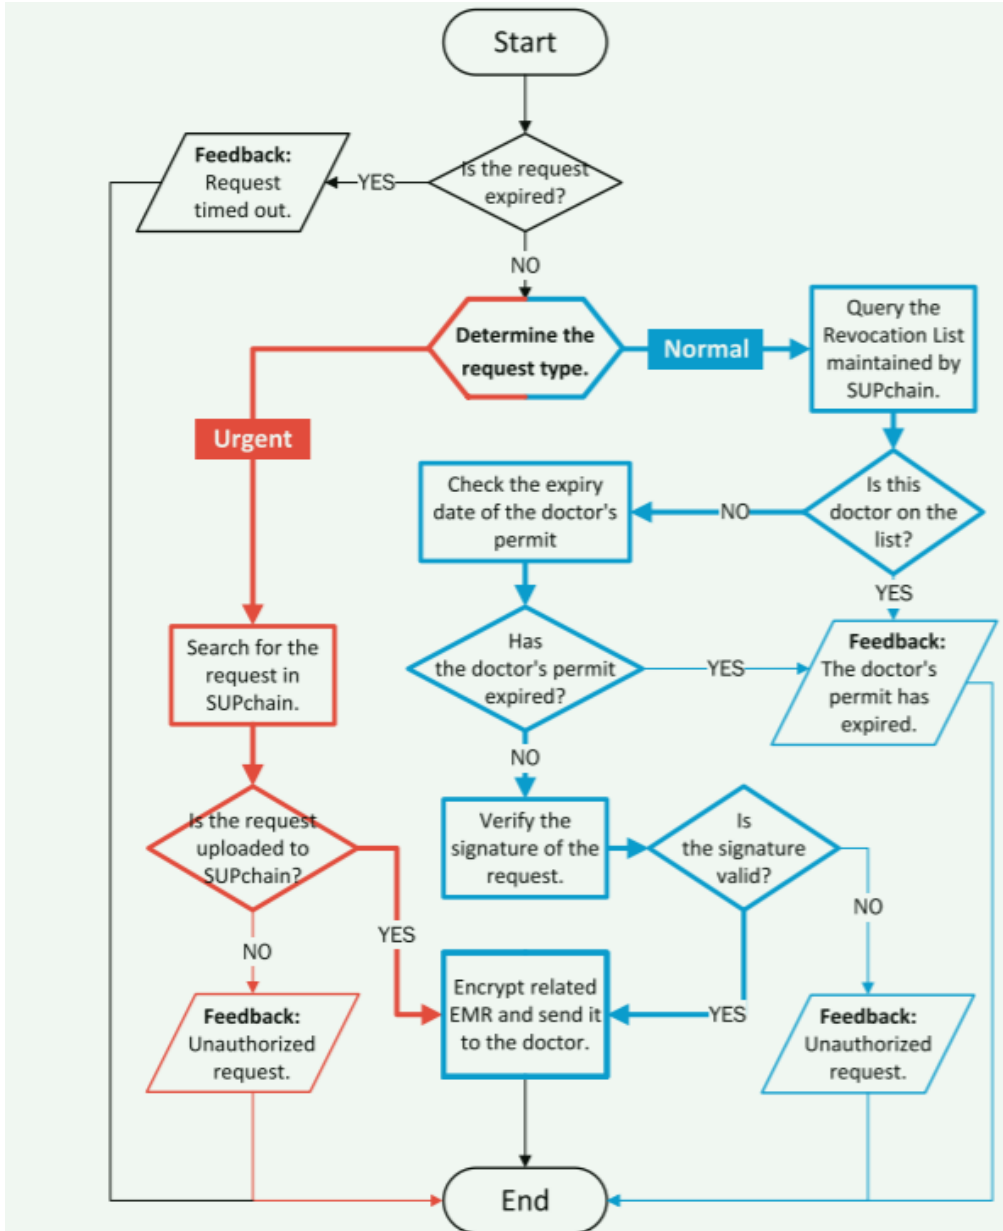 Start
Is the request
expired?
YES
Feedback:
Request
timed out.
NO
Determine the
request type.
Normal
Query the
Revocation List
maintained by
SUPchain.
Urgent
Is this
doctor on the
list?
NO
Check the expiry
date of the doctor's
permit
YES
Has
the doctor's permit
expired?
YES
Feedback:
The doctor's
permit has
expired.
Search for the
request in
SUPchain.
NO
Verify the
signature of the
request.
Is
the signature
valid?
Is the request
uploaded to
SUPchain?
NO
YES
NO
YES
Encrypt related
EMR and send it
to the doctor.
Feedback:
Unauthorized
request.
Feedback:
Unauthorized
request.
End